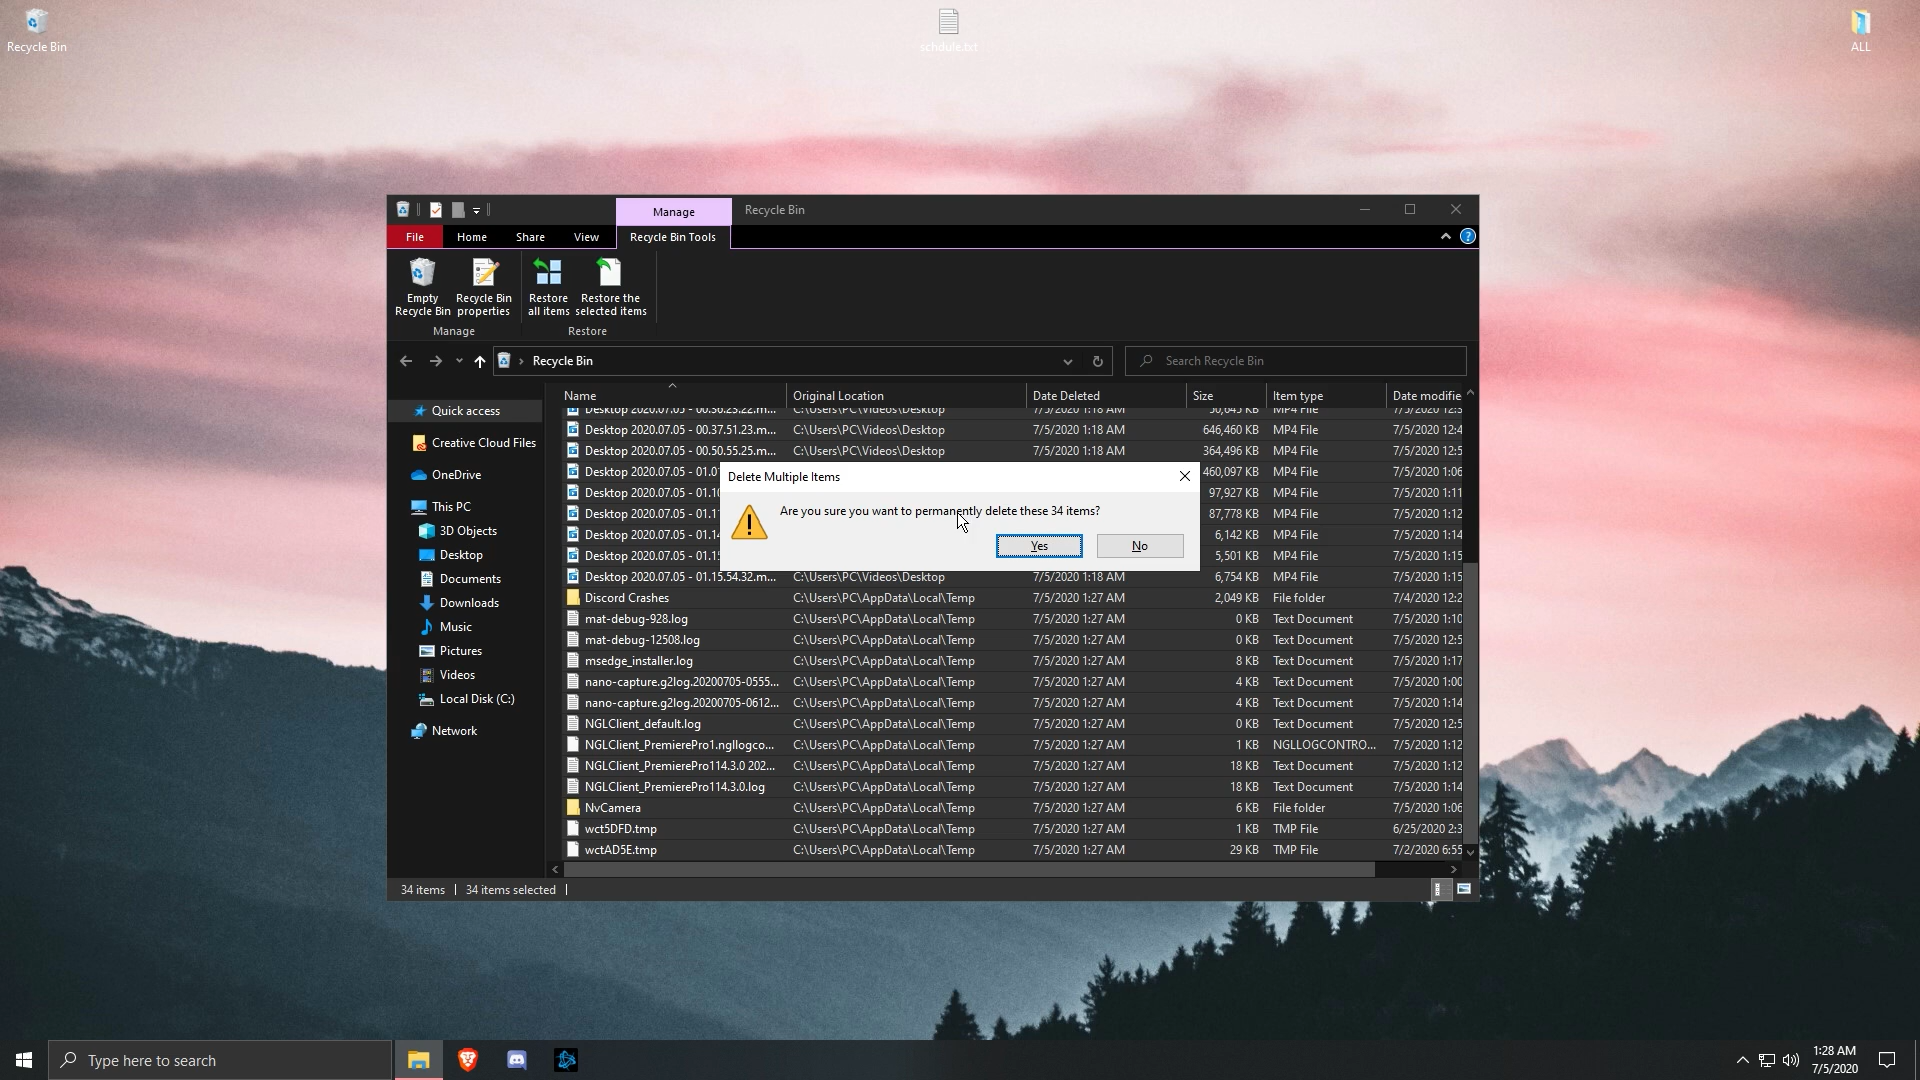 Recycle Bin
schdule.txt
ALL
Manage
Recycle Bin
File
Home
Share
View
Recycle Bin Tools
Empty
Recycle Bin
Recycle Bin
properties
Restore
all items
Restore the
selected items
Manage
Restore
Recycle Bin
Search Recycle Bin
Name Original Location Date Deleted Size Item type Date modifie
Desktop 2020.07.05 - 00.36.23.22.m... C:\Users\PC\Videos\Desktop 7/5/2020 1:18 AM 50,645 KB MP4 File 7/5/2020 12:3
Desktop 2020.07.05 - 00.37.51.23.m... C:\Users\PC\Videos\Desktop 7/5/2020 1:18 AM 646,460 KB MP4 File 7/5/2020 12:4
Desktop 2020.07.05 - 00.50.55.25.m... C:\Users\PC\Videos\Desktop 7/5/2020 1:18 AM 364,496 KB MP4 File 7/5/2020 12:5
Desktop 2020.07.05 - 01.0 460,097 KB MP4 File 7/5/2020 1:06
Desktop 2020.07.05 - 01.10 97,927 KB MP4 File 7/5/2020 1:11
Desktop 2020.07.05 - 01.1 87,778 KB MP4 File 7/5/2020 1:12
Desktop 2020.07.05 - 01.14 6,142 KB MP4 File 7/5/2020 1:14
Desktop 2020.07.05 - 01.15 5,501 KB MP4 File 7/5/2020 1:15
Desktop 2020.07.05 - 01.15.54.32.m... C:\Users\PC\Videos\Desktop 7/5/2020 1:18 AM 6,754 KB MP4 File 7/5/2020 1:15
Discord Crashes C:\Users\PC\AppData\Local\Temp 7/5/2020 1:27 AM 2,049 KB File folder 7/4/2020 12:2
mat-debug-928.log C:\Users\PC\AppData\Local\Temp 7/5/2020 1:27 AM 0 KB Text Document 7/5/2020 1:10
mat-debug-12508.log C:\Users\PC\AppData\Local\Temp 7/5/2020 1:27 AM 0 KB Text Document 7/5/2020 12:5
msedge_installer.log C:\Users\PC\AppData\Local\Temp 7/5/2020 1:27 AM 8 KB Text Document 7/5/2020 1:17
nano-capture.g2log.20200705-0555... C:\Users\PC\AppData\Local\Temp 7/5/2020 1:27 AM 4 KB Text Document 7/5/2020 1:00
nano-capture.g2log.20200705-0612... C:\Users\PC\AppData\Local\Temp 7/5/2020 1:27 AM 4 KB Text Document 7/5/2020 1:14
NGLClient_default.log C:\Users\PC\AppData\Local\Temp 7/5/2020 1:27 AM 0 KB Text Document 7/5/2020 12:5
NGLClient_PremierePro1.ngllogco... C:\Users\PC\AppData\Local\Temp 7/5/2020 1:27 AM 1 KB NGLLOGCONTRO... 7/5/2020 1:12
NGLClient_PremierePro114.3.0 202... C:\Users\PC\AppData\Local\Temp 7/5/2020 1:27 AM 18 KB Text Document 7/5/2020 1:12
NGLClient_PremierePro114.3.0.log C:\Users\PC\AppData\Local\Temp 7/5/2020 1:27 AM 18 KB Text Document 7/5/2020 1:14
NvCamera C:\Users\PC\AppData\Local\Temp 7/5/2020 1:27 AM 6 KB File folder 7/5/2020 1:06
wct5DFD.tmp C:\Users\PC\AppData\Local\Temp 7/5/2020 1:27 AM 1 KB TMP File 6/25/2020 2:3
wctAD5E.tmp C:\Users\PC\AppData\Local\Temp 7/5/2020 1:27 AM 29 KB TMP File 7/2/2020 6:55
Quick access
Creative Cloud Files
OneDrive
This PC
3D Objects
Desktop
Documents
Downloads
Music
Pictures
Videos
Local Disk (C:)
Network
Delete Multiple Items
Are you sure you want to permanently delete these 34 items?
Yes
No
34 items
34 items selected
Type here to search
1:28 AM
7/5/2020